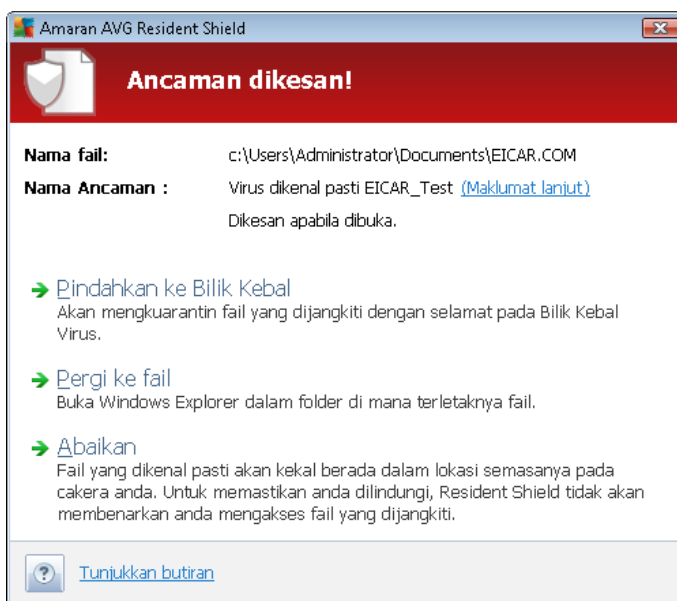 Amaran AVG Resident Shield
Ancaman dikesan!
Nama fail: c:\Users\Administrator\Documents\EICAR.COM
Nama Ancaman : Virus dikenal pasti EICAR_Test (Maklumat lanjut)
Dikesan apabila dibuka.
Pindahkan ke Bilik Kebal
Akan mengkuarantin fail yang dijangkiti dengan selamat pada Bilik Kebal
Virus.
Pergi ke fail
Buka Windows Explorer dalam folder di mana terletaknya fail.
Abaikan
Fail yang dikenal pasti akan kekal berada dalam lokasi semasanya pada
cakera anda. Untuk memastikan anda dilindungi, Resident Shield tidak akan
membenarkan anda mengakses fail yang dijangkiti.
? Tunjukkan butiran